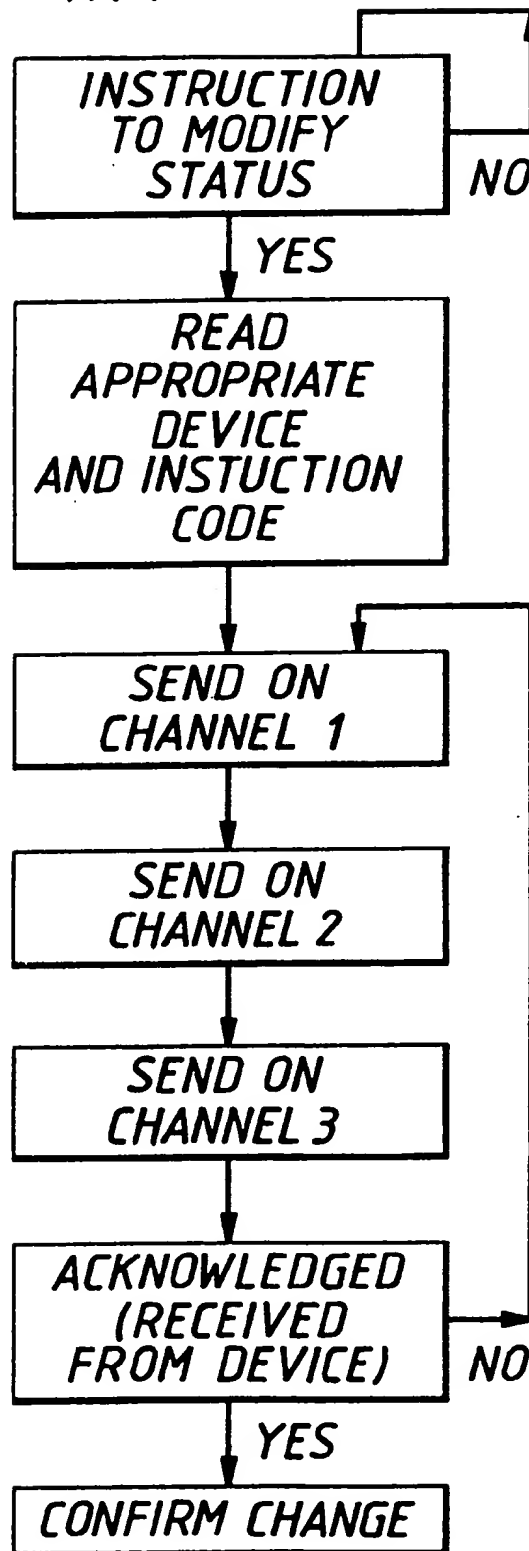 INSTRUCTION
TO MODIFY
STATUS
NO
YES
READ
APPROPRIATE
DEVICE
AND INSTUCTION
CODE
SEND ON
CHANNEL 1
SEND ON
CHANNEL 2
SEND ON
CHANNEL 3
ACKNOWLEDGED
(RECEIVED
FROM DEVICE)
NO
YES
CONFIRM CHANGE